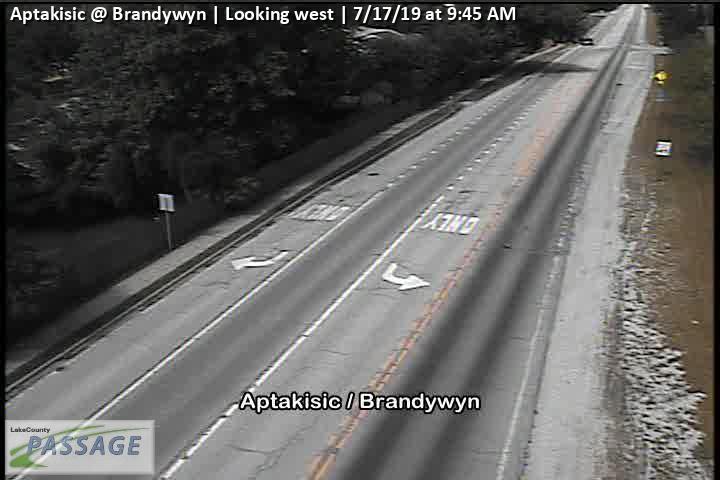 Aptakisic @ Brandywyn | Looking west | 7/17/19 at 9:45 AM
ONLY
ONLY
Aptakisic / Brandywyn
LakeCounty
PASSAGE